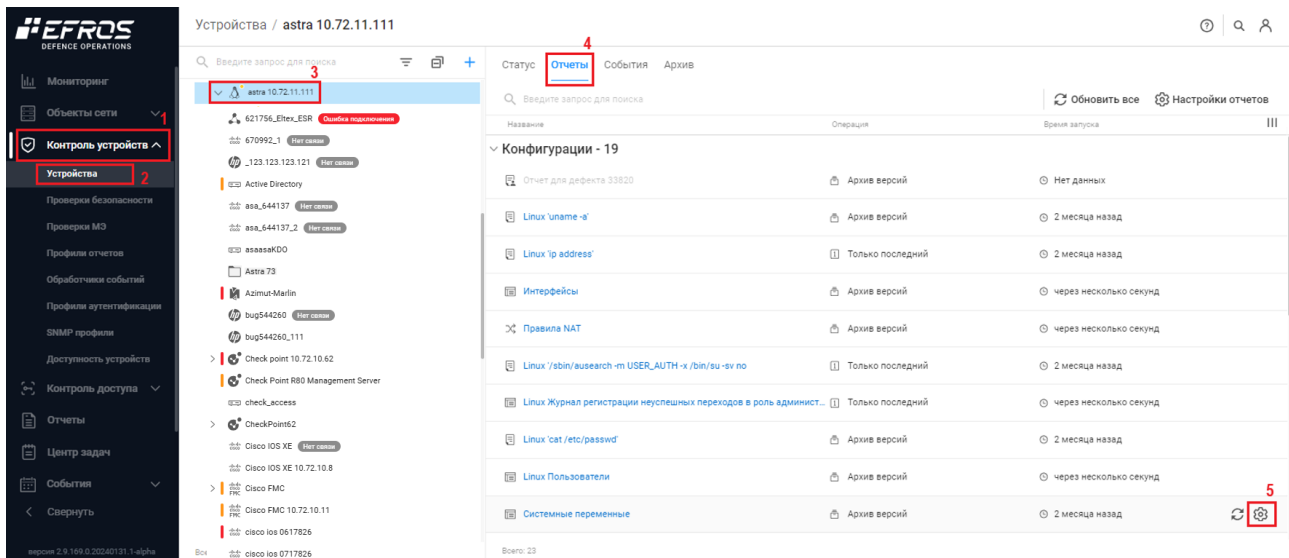 EFROS
DEFENCE OPERATIONS
Мониторинг
Объекты сети
1
Контроль устройств
Устройства
2
Проверки безопасности
Проверки МЭ
Профили отчетов
Обработчики событий
Профили аутентификации
SNMP профили
Доступность устройств
Контроль доступа
Отчеты
Центр задач
События
Свернуть
версия 2.9.169.0.20240131.1-alpha
Устройства / astra 10.72.11.111
Введите запрос для поиска
3
astra 10.72.11.111
621756_Eltex_ESR Ошибка подключения
670992_1 Нет связи
_123.123.123.121 Нет связи
Active Directory
asa_644137 Нет связи
asa_644137_2 Нет связи
asaasaKDO
Astra 73
Azimut-Marlin
bug544260 Нет связи
bug544260_111
Check point 10.72.10.62
Check Point R80 Management Server
check_access
CheckPoint62
Cisco IOS XE Нет связи
Cisco IOS XE 10.72.10.8
Cisco FMC
Cisco FMC 10.72.10.11
cisco ios 0617826
cisco ios 0717826
4
Статус Отчеты События Архив
Введите запрос для поиска
Обновить все Настройки отчетов
Название Операция Время запуска
Конфигурации - 19
Отчет для дефекта 33820 Архив версий Нет данных
Linux 'uname -a' Архив версий 2 месяца назад
Linux 'ip address' Только последний 2 месяца назад
Интерфейсы Архив версий через несколько секунд
Правила NAT Архив версий через несколько секунд
Linux '/sbin/ausearch -m USER_AUTH -x /bin/su -sv no Только последний 2 месяца назад
Linux Журнал регистрации неуспешных переходов в роль админист... Только последний через несколько секунд
Linux 'cat /etc/passwd' Архив версий 2 месяца назад
Linux Пользователи Архив версий через несколько секунд
5
Системные переменные Архив версий 2 месяца назад
Всего: 23